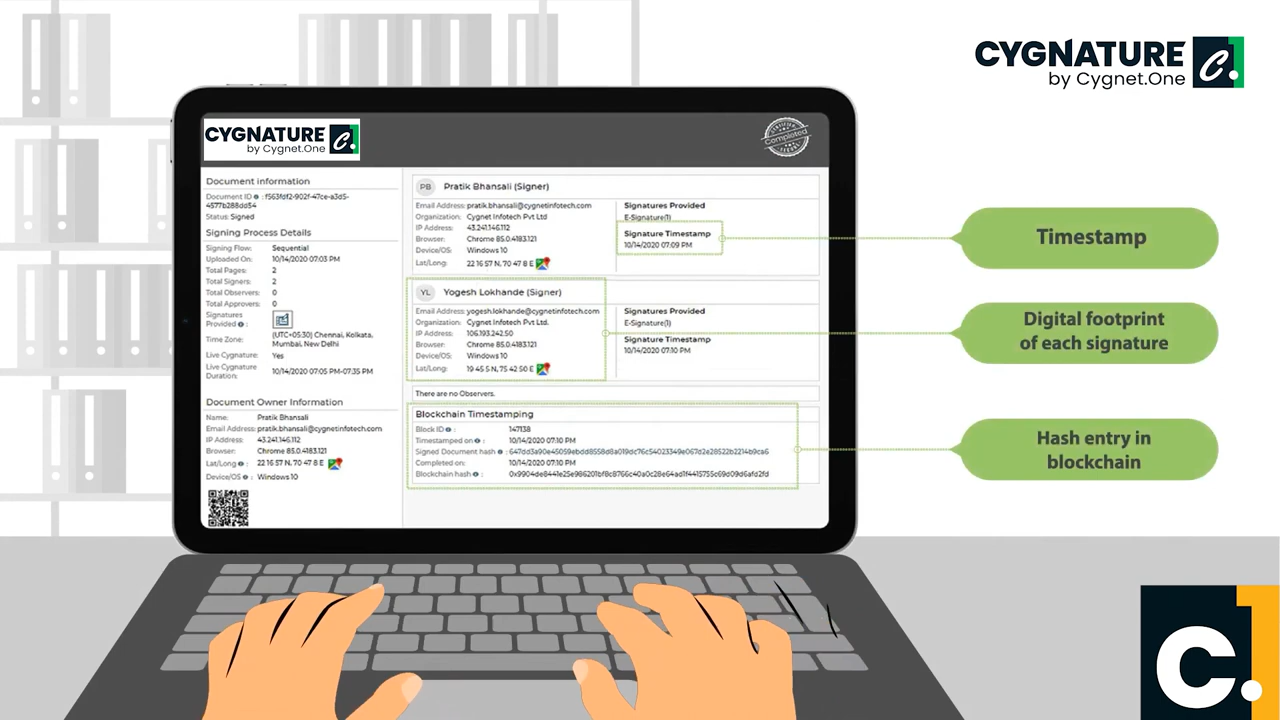 CYGNATURE
by Cygnet.One
CYGNATURE
by Cygnet.One
Completed
Document information
Document ID : f563fdf2-902f-47ce-a3d5-
4577b288dd54
Status: Signed
Signing Process Details
Signing Flow: Sequential
Uploaded On: 10/14/2020 07:03 PM
Total Pages: 2
Total Signers: 2
Total Observers: 0
Total Approvers: 0
Signatures
Provided :
Time Zone: (UTC+05:30) Chennai, Kolkata,
Mumbai, New Delhi
Live Cygnature: Yes
Live Cygnature
Duration: 10/14/2020 07:05 PM-07:35 PM
Document Owner Information
Name: Pratik Bhansali
Email Address: pratik.bhansali@cygnetinfotech.com
IP Address: 43.241.146.112
Browser: Chrome 85.0.4183.121
Lat/Long : 22 16 57 N, 70 47 8 E
Device/OS : Windows 10
PB Pratik Bhansali (Signer)
Email Address: pratik.bhansali@cygnetinfotech.com
Organization: Cygnet Infotech Pvt Ltd
IP Address: 43.241.146.112
Browser: Chrome 85.0.4183.121
Device/OS: Windows 10
Lat/Long: 22 16 57 N, 70 47 8 E
Signatures Provided
E-Signature(1)
Signature Timestamp
10/14/2020 07:09 PM
YL Yogesh Lokhande (Signer)
Email Address: yogesh.lokhande@cygnetinfotech.com
Organization: Cygnet Infotech Pvt Ltd.
IP Address: 106.193.242.50
Browser: Chrome 85.0.4183.121
Device/OS: Windows 10
Lat/Long: 19 45 5 N, 75 42 50 E
Signatures Provided
E-Signature(1)
Signature Timestamp
10/14/2020 07:10 PM
There are no Observers.
Blockchain Timestamping
Block ID : 147138
Timestamped on : 10/14/2020 07:10 PM
Signed Document hash :
Completed on: 10/14/2020 07:10 PM
Blockchain hash :
Timestamp
Digital footprint
of each signature
Hash entry in
blockchain
C.